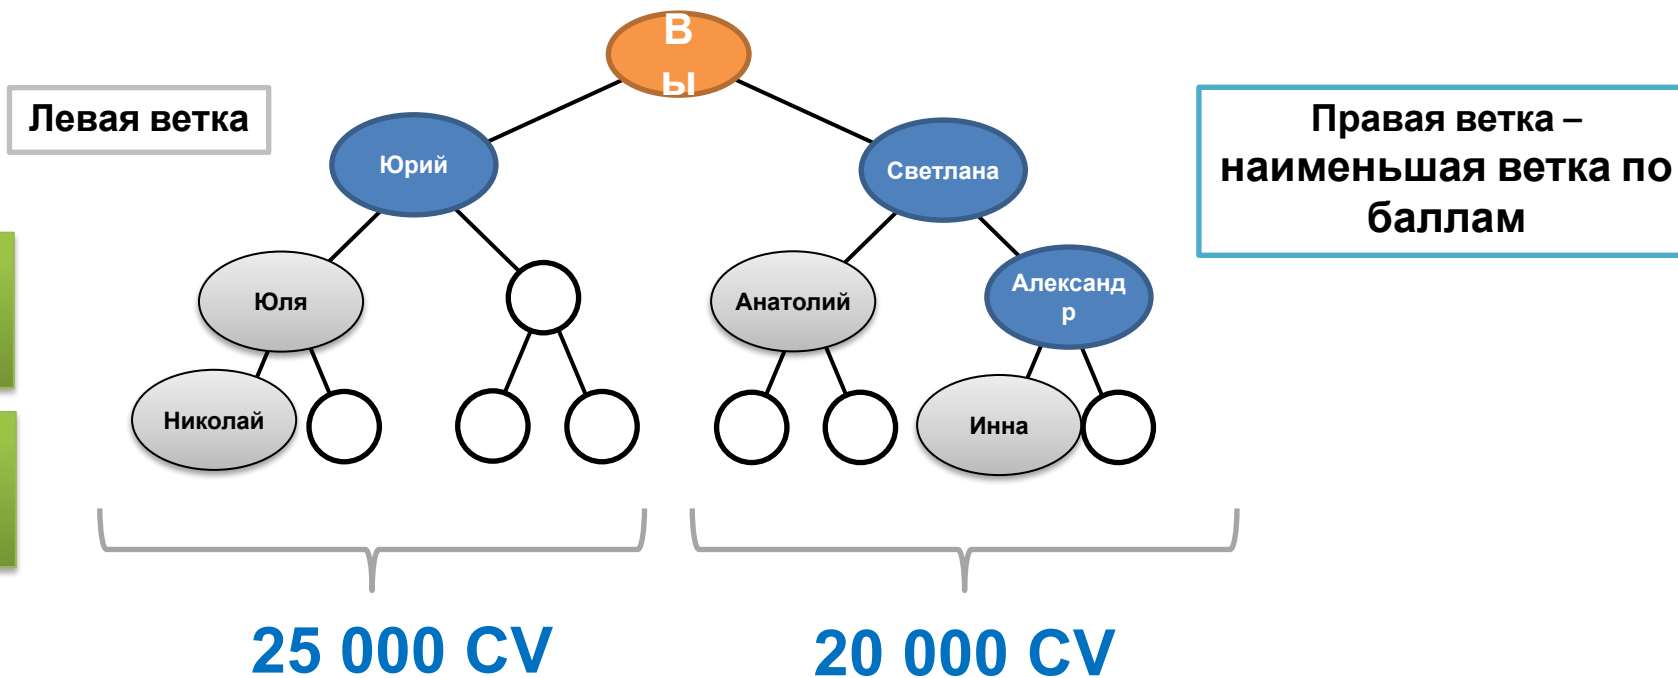 В
ы
Левая ветка
Правая ветка –
наименьшая ветка по
баллам
Юрий
Светлана
Юля
Анатолий
Александ
р
Николай
Инна
25 000 CV
20 000 CV